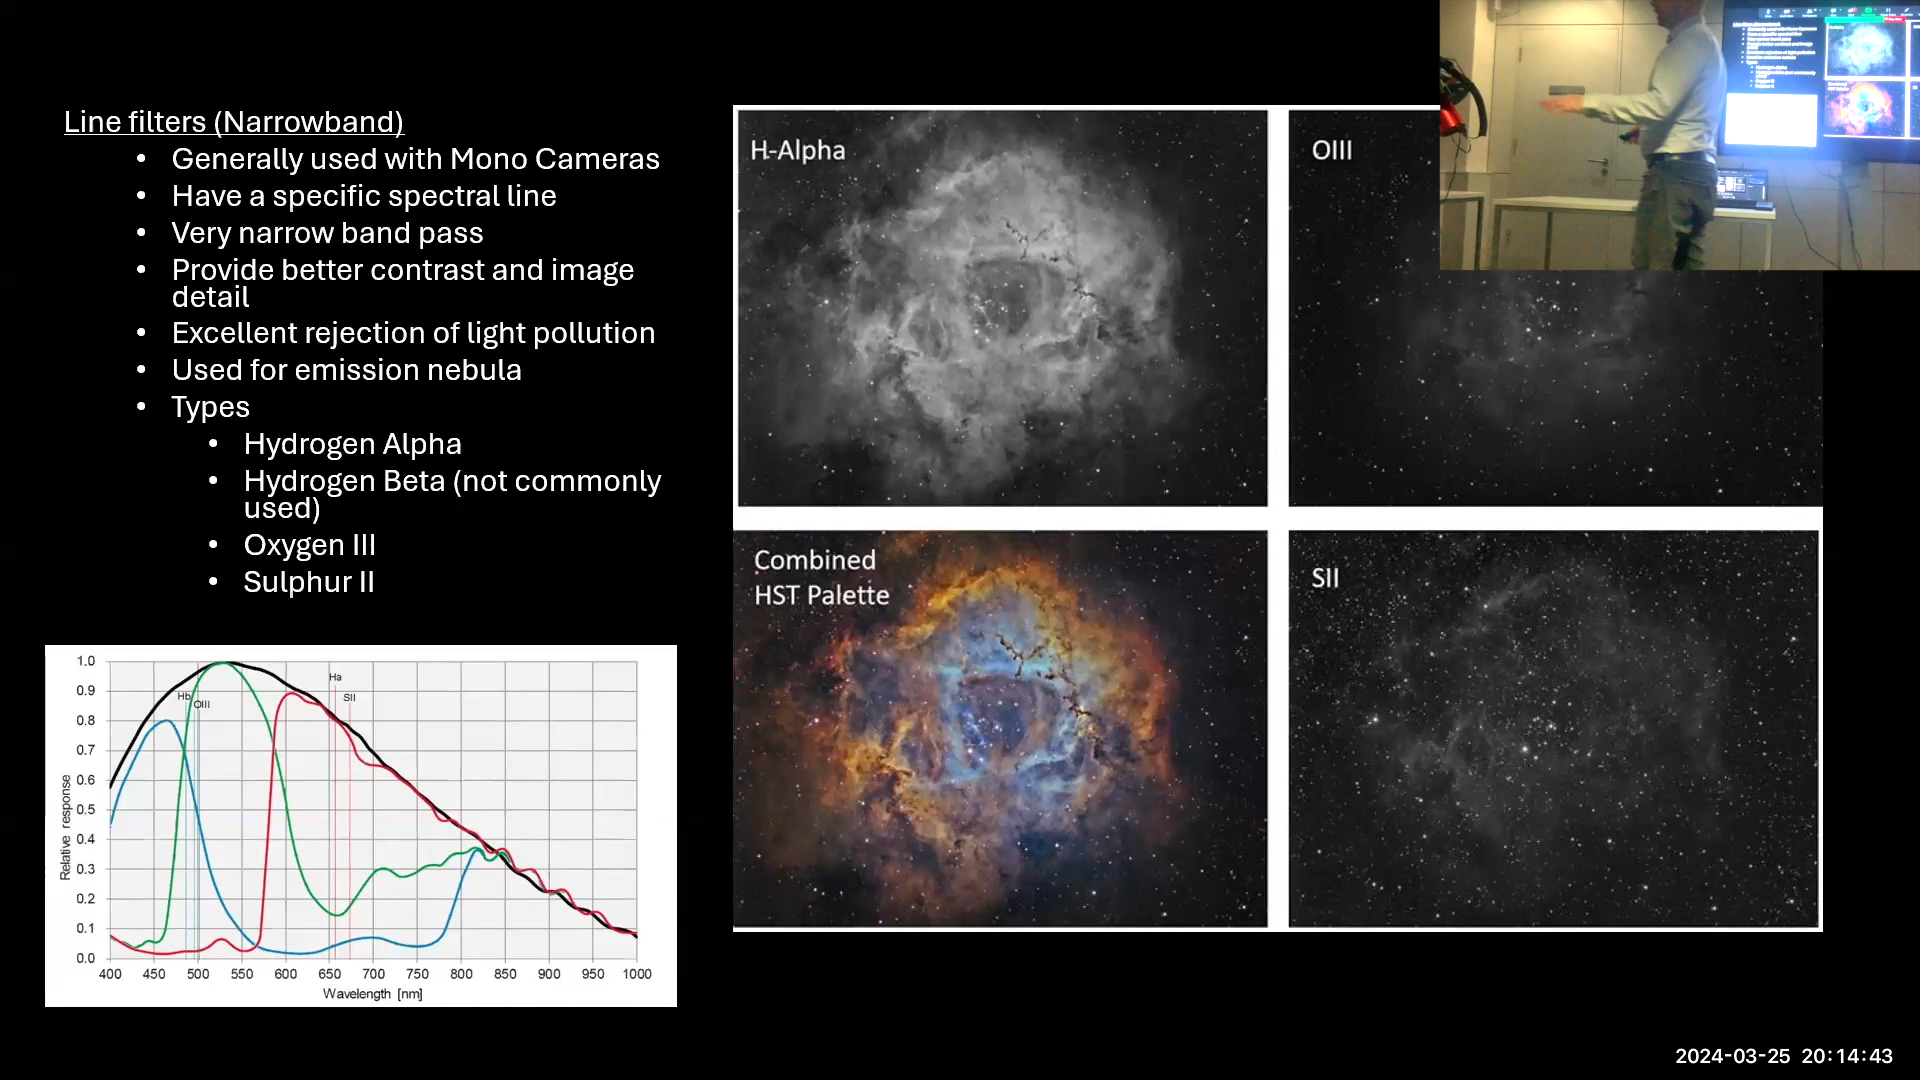 Line filters (Narrowband)
• Generally used with Mono Cameras
• Have a specific spectral line
• Very narrow band pass
• Provide better contrast and image
detail
• Excellent rejection of light pollution
• Used for emission nebula
• Types
• Hydrogen Alpha
• Hydrogen Beta (not commonly
used)
• Oxygen III
• Sulphur II
H-Alpha
OIII
Combined
HST Palette
SII
1.0
0.9
0.8
0.7
0.6
0.5
0.4
0.3
0.2
0.1
0.0
Relative response
Hb
OIII
Ha
SII
400 450 500 550 600 650 700 750 800 850 900 950 1000
Wavelength [nm]
2024-03-25 20:14:43